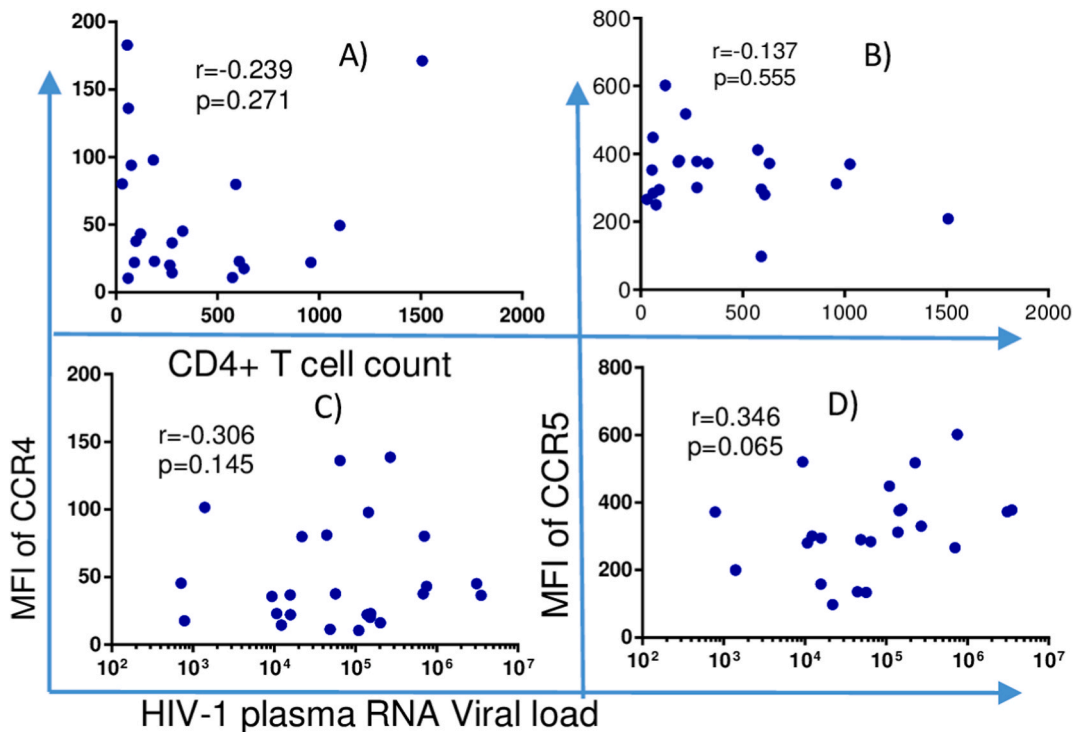 A)
r=-0.239
p=0.271
200
150
100
50
0
0 500 1000 1500 2000
B)
r=-0.137
p=0.555
800
600
400
200
0
0 500 1000 1500 2000
CD4+ T cell count
MFI of CCR4
C)
r=-0.306
p=0.145
200
150
100
50
0
10² 10³ 10⁴ 10⁵ 10⁶ 10⁷
MFI of CCR5
D)
r=0.346
p=0.065
800
600
400
200
0
10² 10³ 10⁴ 10⁵ 10⁶ 10⁷
HIV-1 plasma RNA Viral load